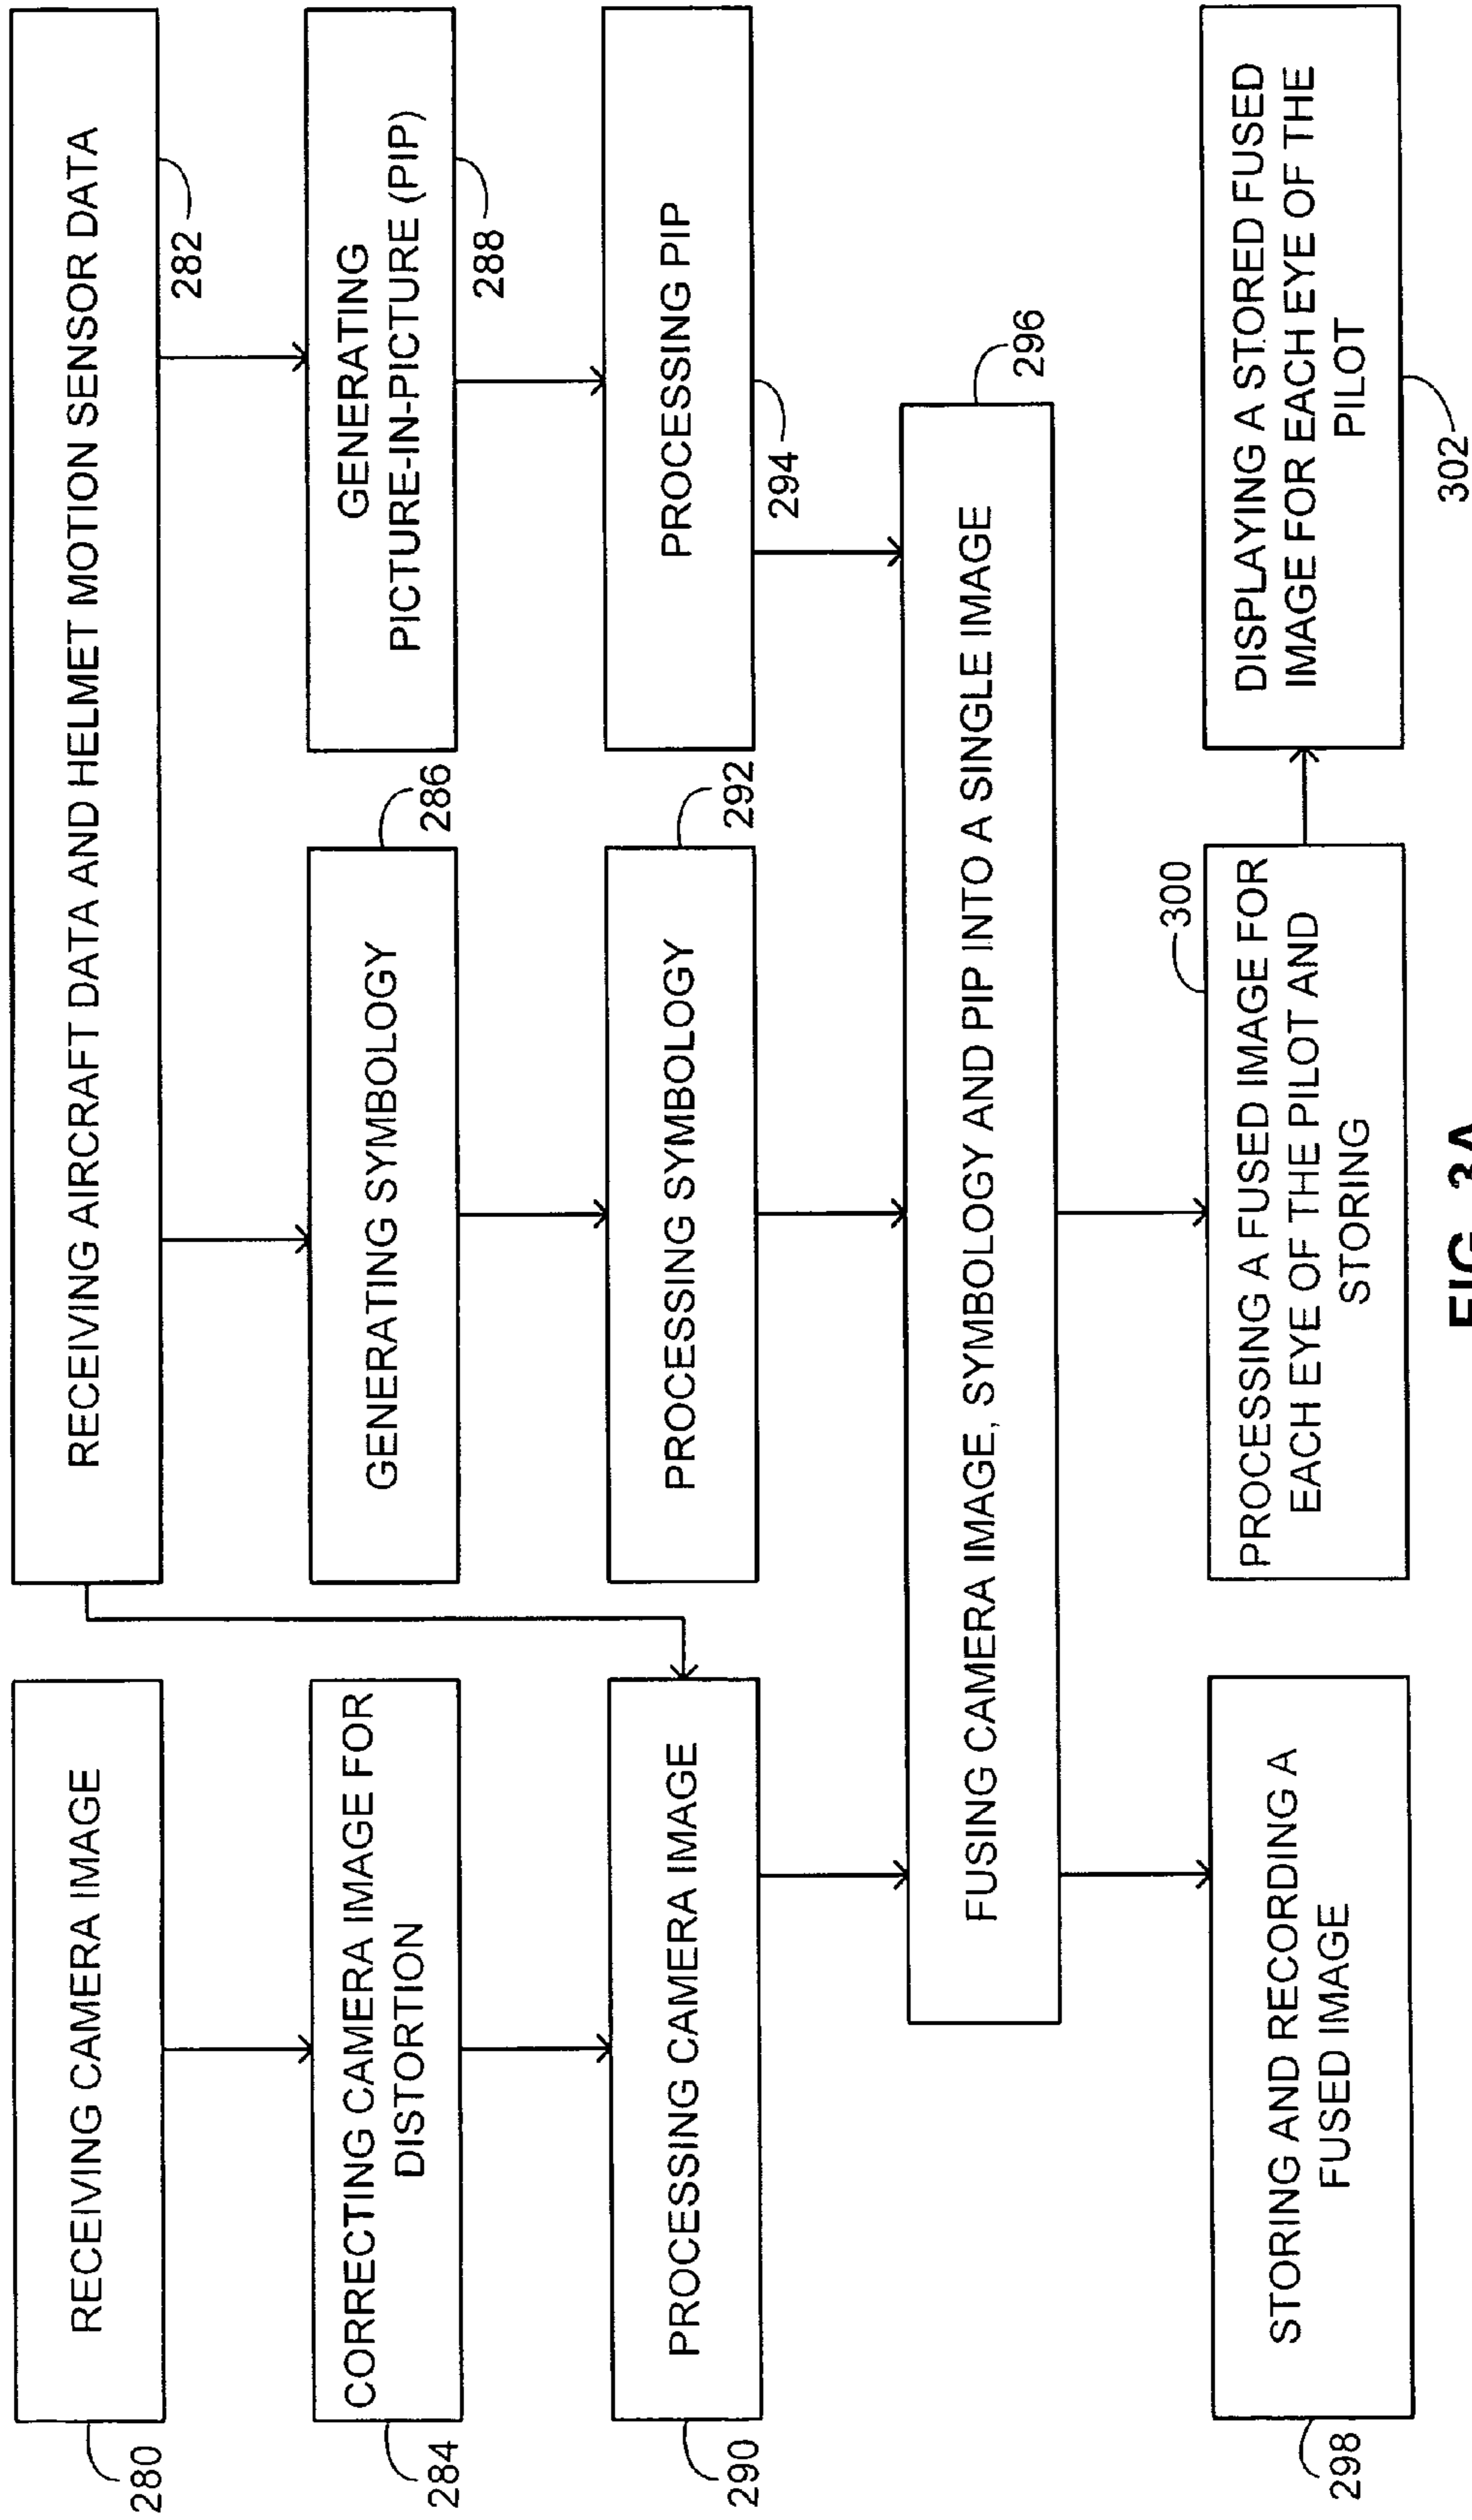 RECEIVING CAMERA IMAGE
280
RECEIVING AIRCRAFT DATA AND HELMET MOTION SENSOR DATA
282
CORRECTING CAMERA IMAGE FOR
DISTORTION
284
GENERATING SYMBOLOGY
286
GENERATING
PICTURE-IN-PICTURE (PIP)
288
PROCESSING CAMERA IMAGE
290
PROCESSING SYMBOLOGY
292
PROCESSING PIP
294
FUSING CAMERA IMAGE, SYMBOLOGY AND PIP INTO A SINGLE IMAGE
296
STORING AND RECORDING A
FUSED IMAGE
298
PROCESSING A FUSED IMAGE FOR
EACH EYE OF THE PILOT AND
STORING
300
DISPLAYING A STORED FUSED
IMAGE FOR EACH EYE OF THE
PILOT
302
FIG. 3A